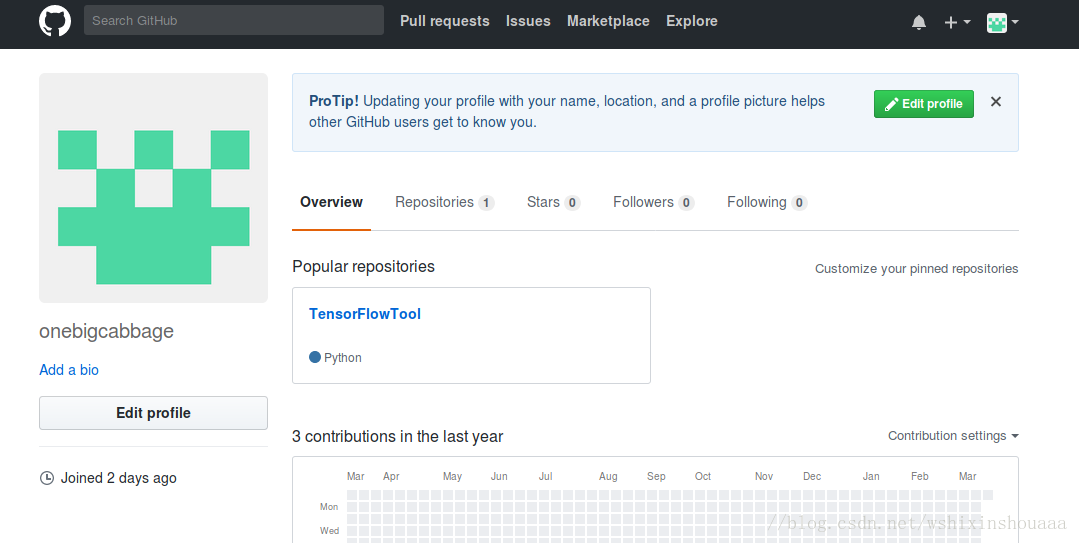 Search GitHub
Pull requests
Issues
Marketplace
Explore
ProTip! Updating your profile with your name, location, and a profile picture helps
other GitHub users get to know you.
Edit profile
Overview
Repositories 1
Stars 0
Followers 0
Following 0
Popular repositories
Customize your pinned repositories
TensorFlowTool
Python
onebigcabbage
Add a bio
Edit profile
Joined 2 days ago
3 contributions in the last year
Contribution settings
Mar Apr May Jun Jul Aug Sep Oct Nov Dec Jan Feb Mar
Mon
Wed
//blog.csdn.net/wshixinshouaaa